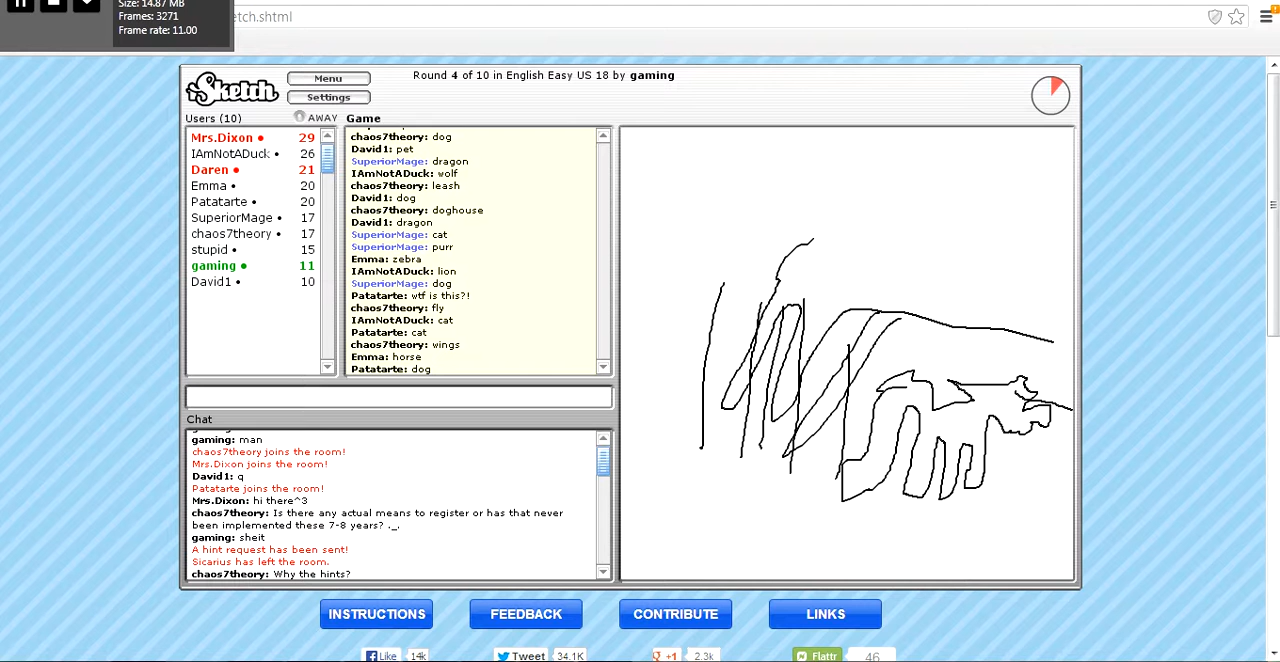 Size: 14.87 MB
Frames: 3271
Frame rate: 11.00
etch.shtml
iSketch
Menu
Settings
Round 4 of 10 in English Easy US 18 by gaming
Users (10)
AWAY
Game
Mrs.Dixon • 29
IAmNotADuck • 26
Daren • 21
Emma • 20
Patatarte • 20
SuperiorMage • 17
chaos7theory • 17
stupid • 15
gaming • 11
David1 • 10
chaos7theory: dog
David1: pet
SuperiorMage: dragon
IAmNotADuck: wolf
chaos7theory: leash
David1: dog
chaos7theory: doghouse
David1: dragon
SuperiorMage: cat
SuperiorMage: purr
Emma: zebra
IAmNotADuck: lion
SuperiorMage: dog
Patatarte: wtf is this?!
chaos7theory: fly
IAmNotADuck: cat
Patatarte: cat
chaos7theory: wings
Emma: horse
Patatarte: dog
Chat
gaming: man
chaos7theory joins the room!
Mrs.Dixon joins the room!
David1: q
Patatarte joins the room!
Mrs.Dixon: hi there^3
chaos7theory: Is there any actual means to register or has that never
been implemented these 7-8 years? ._.
gaming: sheit
A hint request has been sent!
Sicarius has left the room.
chaos7theory: Why the hints?
INSTRUCTIONS
FEEDBACK
CONTRIBUTE
LINKS
Like 14k
Tweet 34.1K
+1 2.3k
Flattr 46